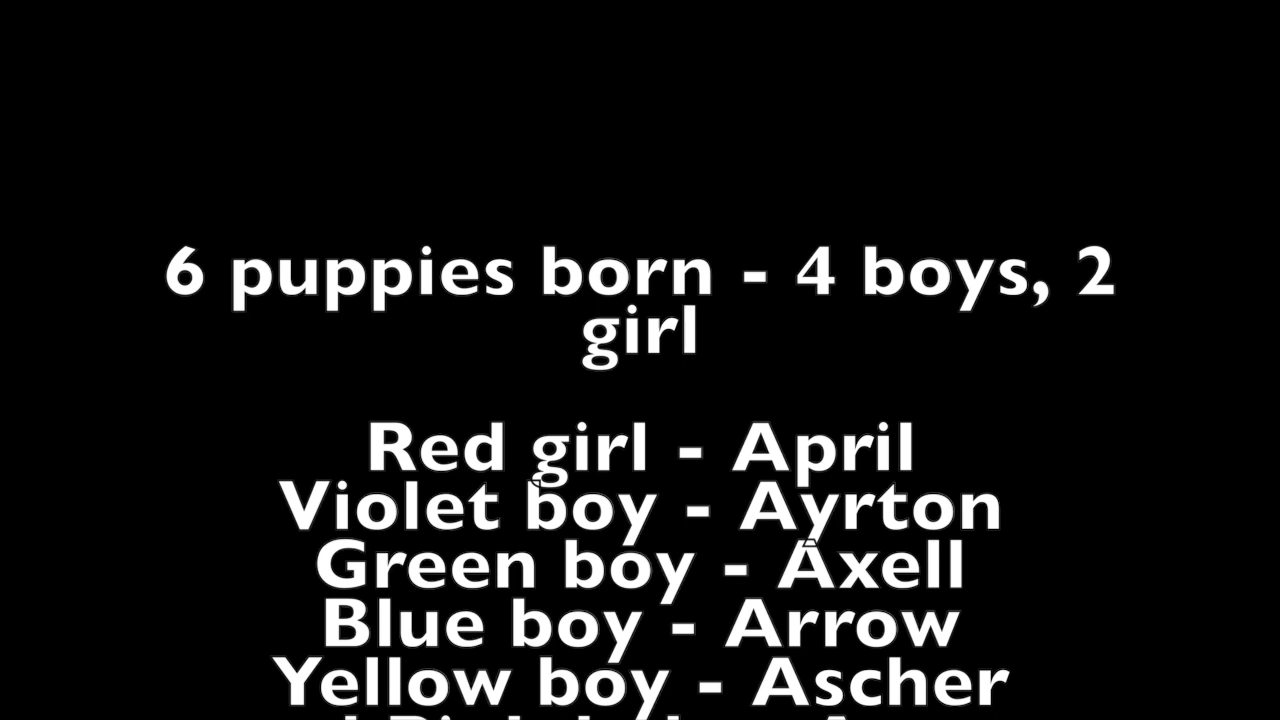 6 puppies born - 4 boys, 2
girl
Red girl - April
Violet boy - Ayrton
Green boy - Axell
Blue boy - Arrow
Yellow boy - Ascher